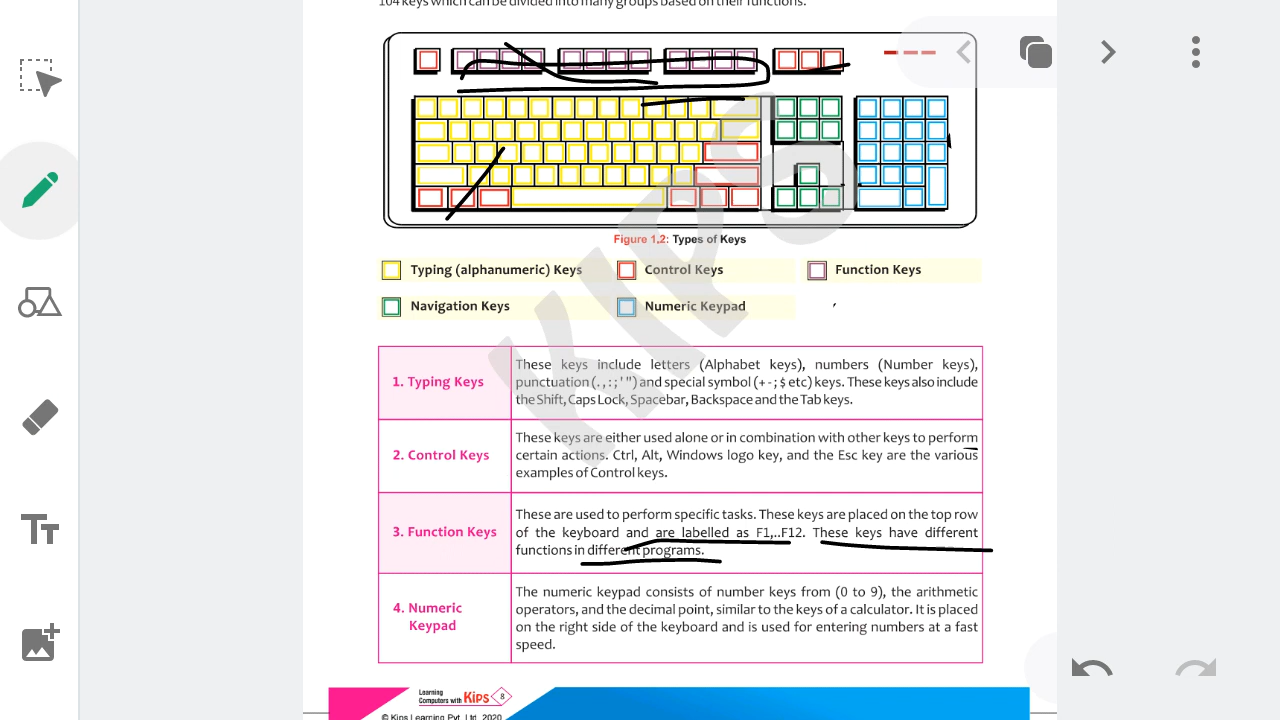 104 keys which can be divided into many groups based on their functions.
Figure 1.2: Types of Keys
Typing (alphanumeric) Keys
Control Keys
Function Keys
Navigation Keys
Numeric Keypad
KIPS
1. Typing Keys
These keys include letters (Alphabet keys), numbers (Number keys),
punctuation (. , : ; ' ") and special symbol (+ - ; $ etc) keys. These keys also include
the Shift, Caps Lock, Spacebar, Backspace and the Tab keys.
2. Control Keys
These keys are either used alone or in combination with other keys to perform
certain actions. Ctrl, Alt, Windows logo key, and the Esc key are the various
examples of Control keys.
3. Function Keys
These are used to perform specific tasks. These keys are placed on the top row
of the keyboard and are labelled as F1,..F12. These keys have different
functions in different programs.
4. Numeric
Keypad
The numeric keypad consists of number keys from (0 to 9), the arithmetic
operators, and the decimal point, similar to the keys of a calculator. It is placed
on the right side of the keyboard and is used for entering numbers at a fast
speed.
Learning
Computers with Kips
8
© Kips Learning Pvt. Ltd. 2020
TT